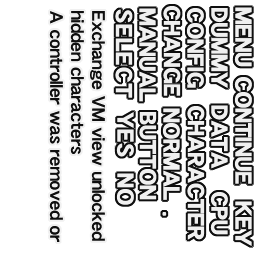 MENU CONTINUE KEY
DUMMY DATA CPU
CONFIG CHARACTER
CHANGE NORMAL.
MANUAL BUTTON
SELECT YES NO
Exchange VM view unlocked
hidden characters
A controller was removed or